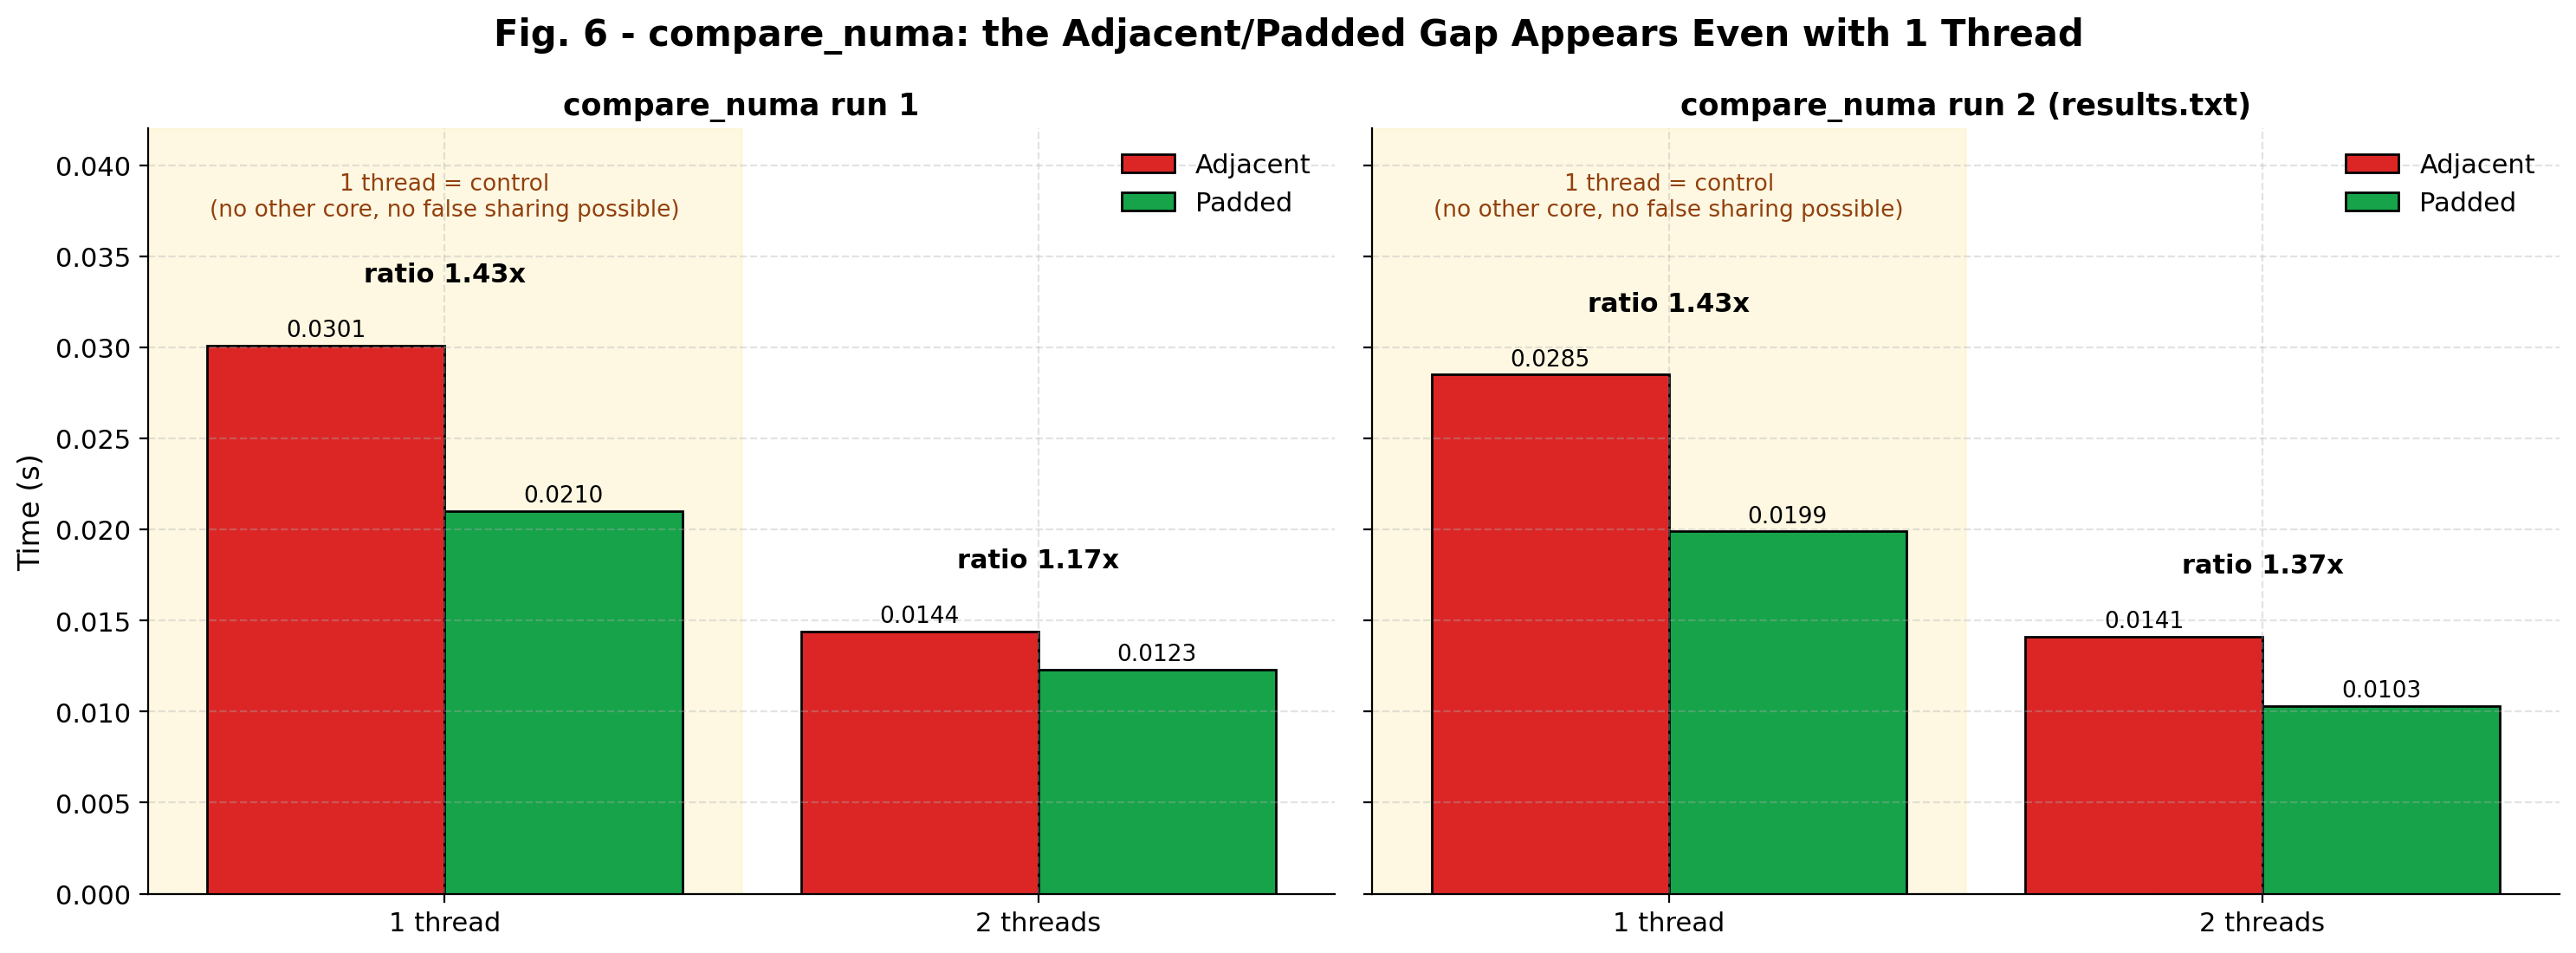 Fig. 6 - compare_numa: the Adjacent/Padded Gap Appears Even with 1 Thread
compare_numa run 1
Time (s)
0.040
0.035
0.030
0.025
0.020
0.015
0.010
0.005
0.000
1 thread = control
(no other core, no false sharing possible)
Adjacent
Padded
ratio 1.43x
0.0301
0.0210
ratio 1.17x
0.0144
0.0123
1 thread
2 threads
compare_numa run 2 (results.txt)
1 thread = control
(no other core, no false sharing possible)
Adjacent
Padded
ratio 1.43x
0.0285
0.0199
ratio 1.37x
0.0141
0.0103
1 thread
2 threads